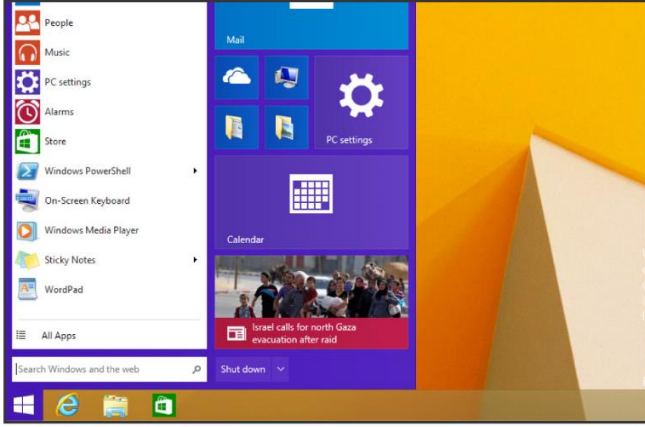 People
Music
PC settings
Alarms
Store
Windows PowerShell
On-Screen Keyboard
Windows Media Player
Sticky Notes
WordPad
All Apps
Search Windows and the web
Mail
PC settings
Calendar
Israel calls for north Gaza
evacuation after raid
Shut down